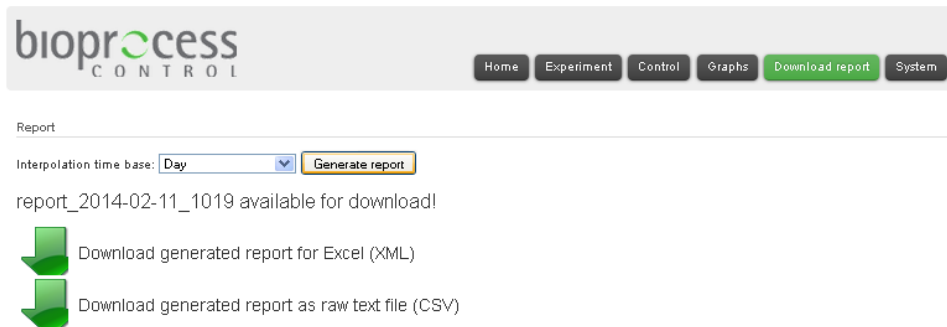 bioprocess
CONTROL
Home Experiment Control Graphs Download report System
Report
Interpolation time base: Day Generate report
report_2014-02-11_1019 available for download!
Download generated report for Excel (XML)
Download generated report as raw text file (CSV)